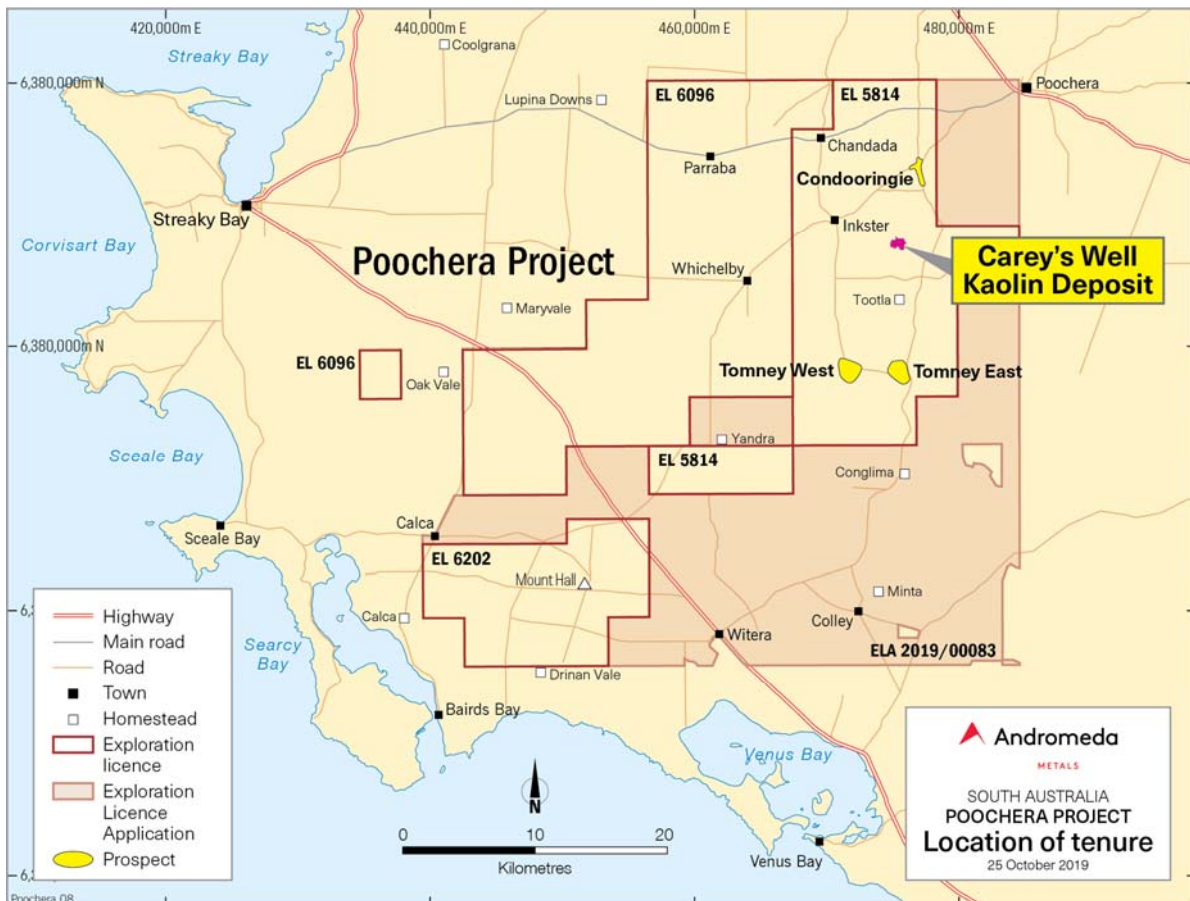 420,000m E
440,000m E
460,000m E
480,000m E
Streaky Bay
Coolgrana
6,380,000m N
Poochera
Lupina Downs
EL 6096
EL 5814
Chandada
Parraba
Condooringie
Streaky Bay
Inkster
Corvisart Bay
Poochera Project
Carey's Well
Kaolin Deposit
Whichelby
Tootla
Maryvale
6,380,000m N
EL 6096
Oak Vale
Tomney West
Tomney East
Yandra
Sceale Bay
EL 5814
Conglima
Calca
Sceale Bay
EL 6202
Mount Hall
Minta
Calca
Colley
Witera
Searcy
Bay
ELA 2019/00083
Drinan Vale
Bairds Bay
Venus Bay
Highway
Main road
Road
Town
Homestead
Exploration
licence
Exploration
Licence
Application
Prospect
N
0 10 20
Kilometres
Venus Bay
Andromeda
METALS
SOUTH AUSTRALIA
POOCHERA PROJECT
Location of tenure
25 October 2019
Poochera 08